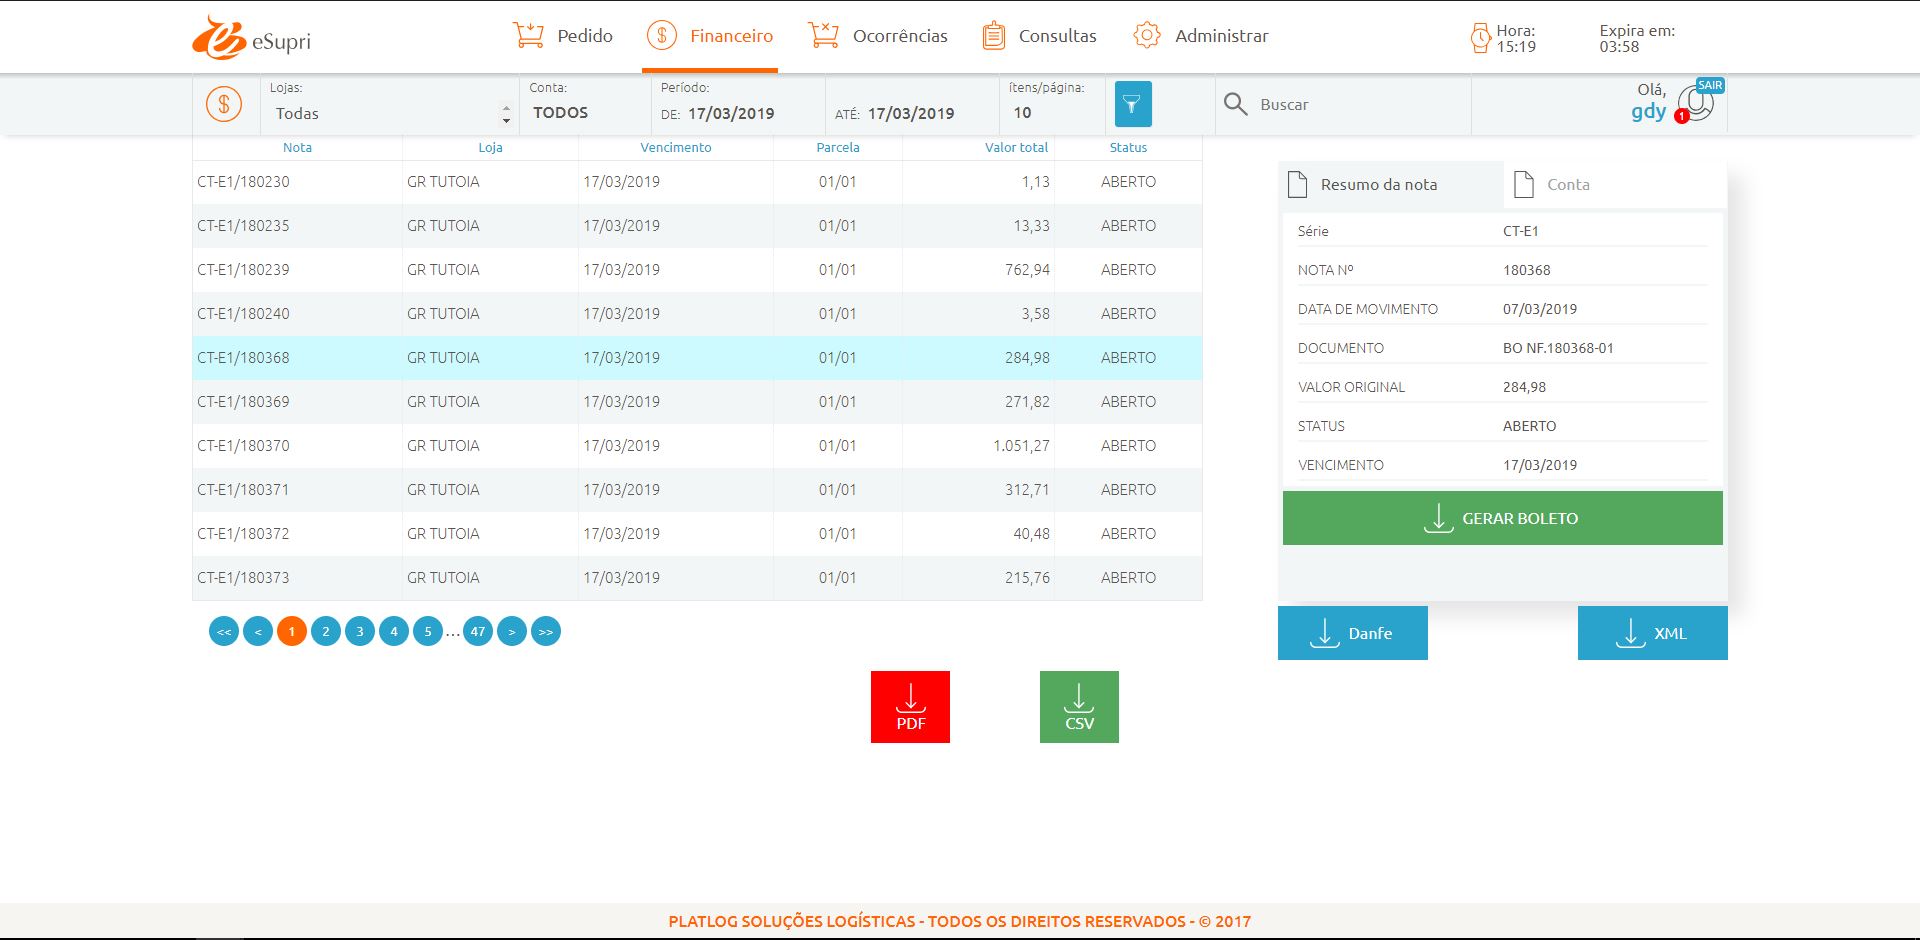 eSupri
Pedido
Financeiro
Ocorrências
Consultas
Administrar
Hora:
15:19
Expira em:
03:58
Lojas:
Todas
Conta:
TODOS
Período:
DE: 17/03/2019
ATÉ: 17/03/2019
ítens/página:
10
Buscar
Olá,
gdy
SAIR
1
Nota Loja Vencimento Parcela Valor total Status
CT-E1/180230 GR TUTOIA 17/03/2019 01/01 1,13 ABERTO
CT-E1/180235 GR TUTOIA 17/03/2019 01/01 13,33 ABERTO
CT-E1/180239 GR TUTOIA 17/03/2019 01/01 762,94 ABERTO
CT-E1/180240 GR TUTOIA 17/03/2019 01/01 3,58 ABERTO
CT-E1/180368 GR TUTOIA 17/03/2019 01/01 284,98 ABERTO
CT-E1/180369 GR TUTOIA 17/03/2019 01/01 271,82 ABERTO
CT-E1/180370 GR TUTOIA 17/03/2019 01/01 1.051,27 ABERTO
CT-E1/180371 GR TUTOIA 17/03/2019 01/01 312,71 ABERTO
CT-E1/180372 GR TUTOIA 17/03/2019 01/01 40,48 ABERTO
CT-E1/180373 GR TUTOIA 17/03/2019 01/01 215,76 ABERTO
<< < 1 2 3 4 5 ... 47 > >>
PDF
CSV
Resumo da nota
Conta
Série CT-E1
NOTA Nº 180368
DATA DE MOVIMENTO 07/03/2019
DOCUMENTO BO NF.180368-01
VALOR ORIGINAL 284,98
STATUS ABERTO
VENCIMENTO 17/03/2019
GERAR BOLETO
Danfe
XML
PLATLOG SOLUÇÕES LOGÍSTICAS - TODOS OS DIREITOS RESERVADOS - © 2017